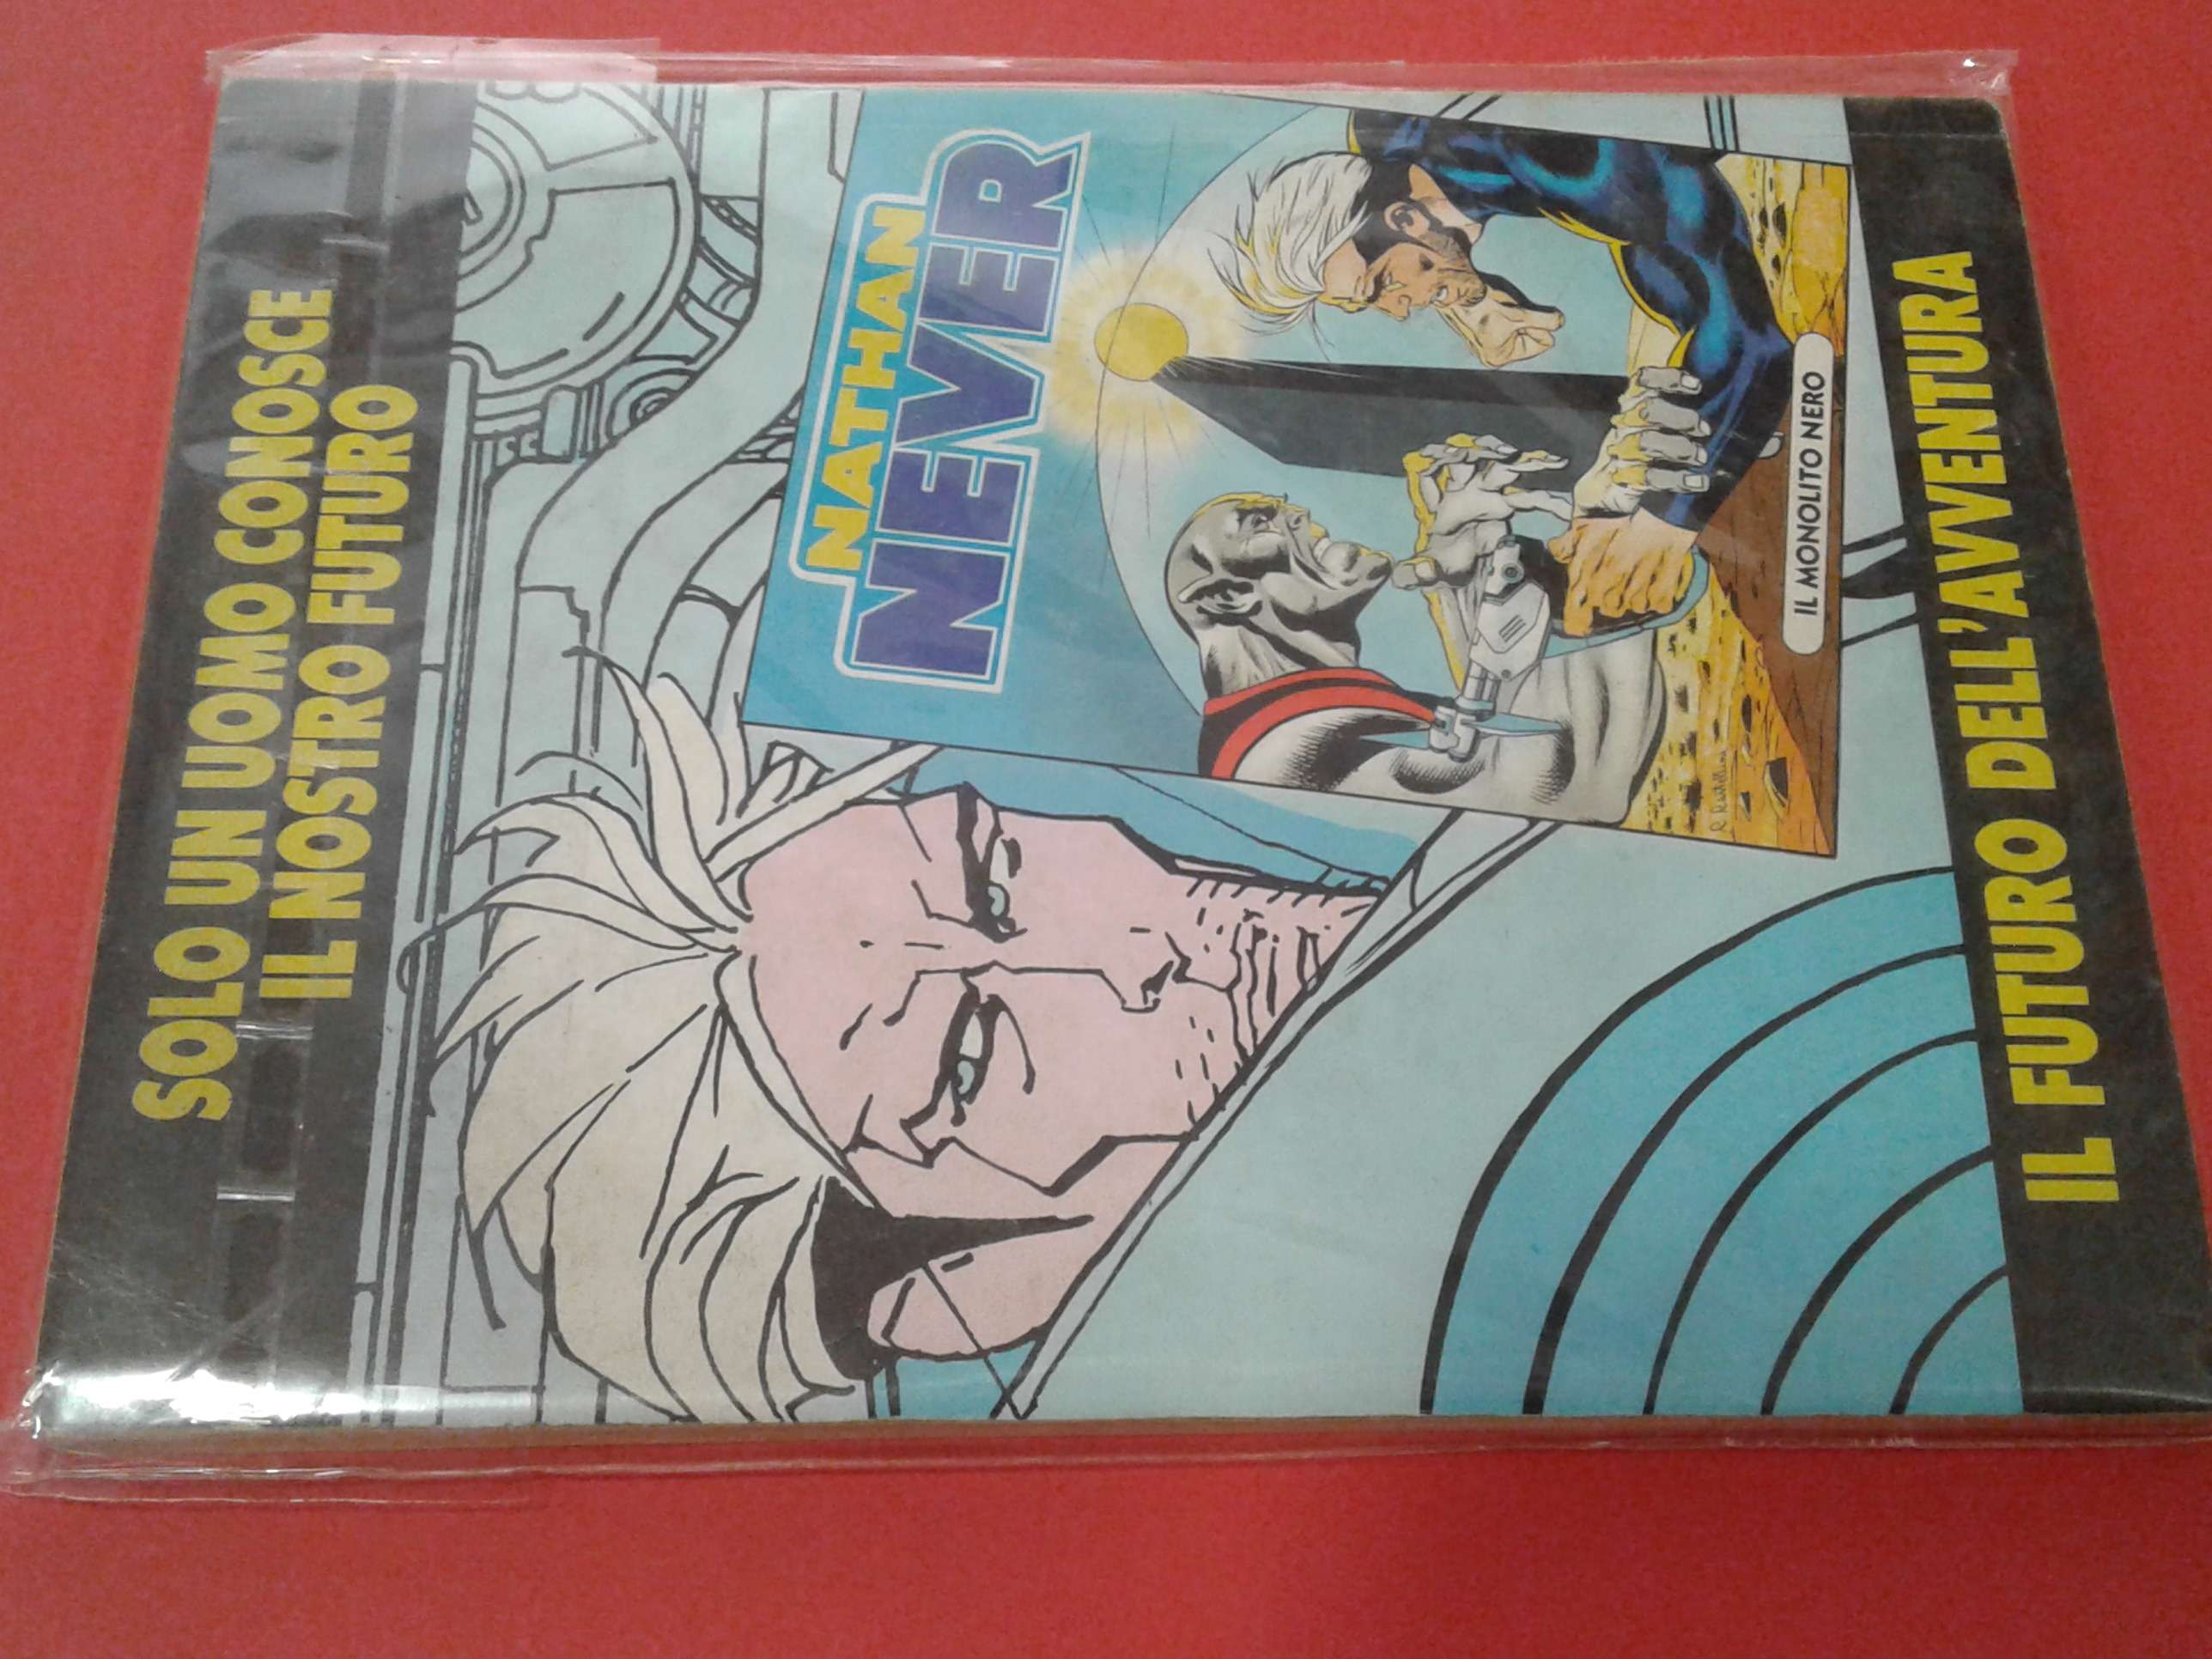 SOLO UN UOMO CONOSCE
IL NOSTRO FUTURO
NATHAN
NEVER
IL MONOLITO NERO
IL FUTURO DELL'AVVENTURA